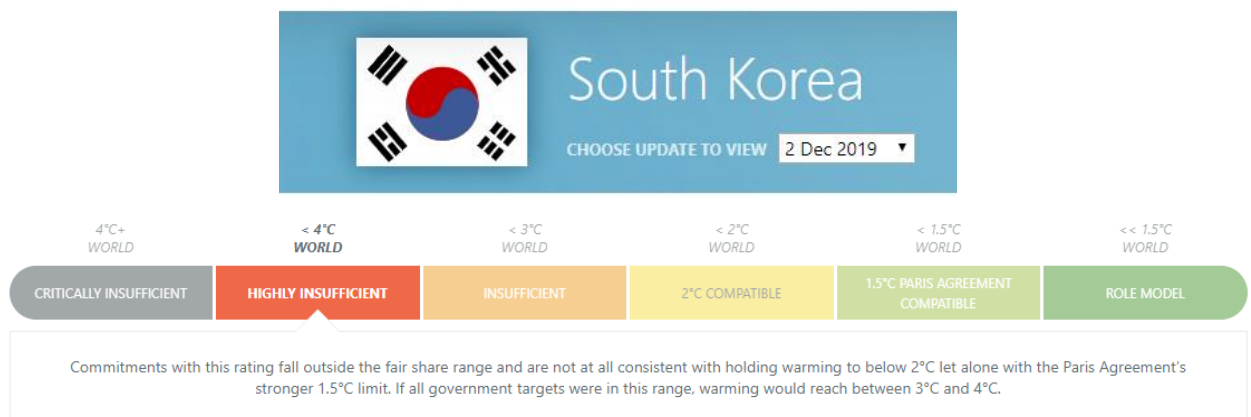 South Korea
CHOOSE UPDATE TO VIEW 2 Dec 2019
4°C+
WORLD
< 4°C
WORLD
< 3°C
WORLD
< 2°C
WORLD
< 1.5°C
WORLD
<< 1.5°C
WORLD
CRITICALLY INSUFFICIENT
HIGHLY INSUFFICIENT
INSUFFICIENT
2°C COMPATIBLE
1.5°C PARIS AGREEMENT
COMPATIBLE
ROLE MODEL
Commitments with this rating fall outside the fair share range and are not at all consistent with holding warming to below 2°C let alone with the Paris Agreement’s
stronger 1.5°C limit. If all government targets were in this range, warming would reach between 3°C and 4°C.